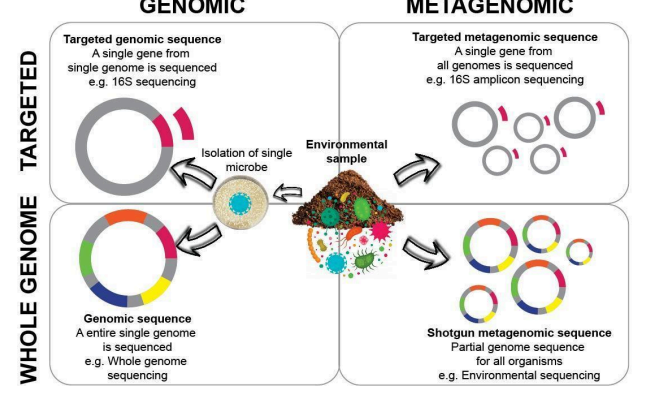 GENOMIC
METAGENOMIC
TARGETED
Targeted genomic sequence
A single gene from
single genome is sequenced
e.g. 16S sequencing
Targeted metagenomic sequence
A single gene from
all genomes is sequenced
e.g. 16S amplicon sequencing
Isolation of single
microbe
Environmental
sample
WHOLE GENOME
Genomic sequence
A entire single genome
is sequenced
e.g. Whole genome
sequencing
Shotgun metagenomic sequence
Partial genome sequence
for all organisms
e.g. Environmental sequencing